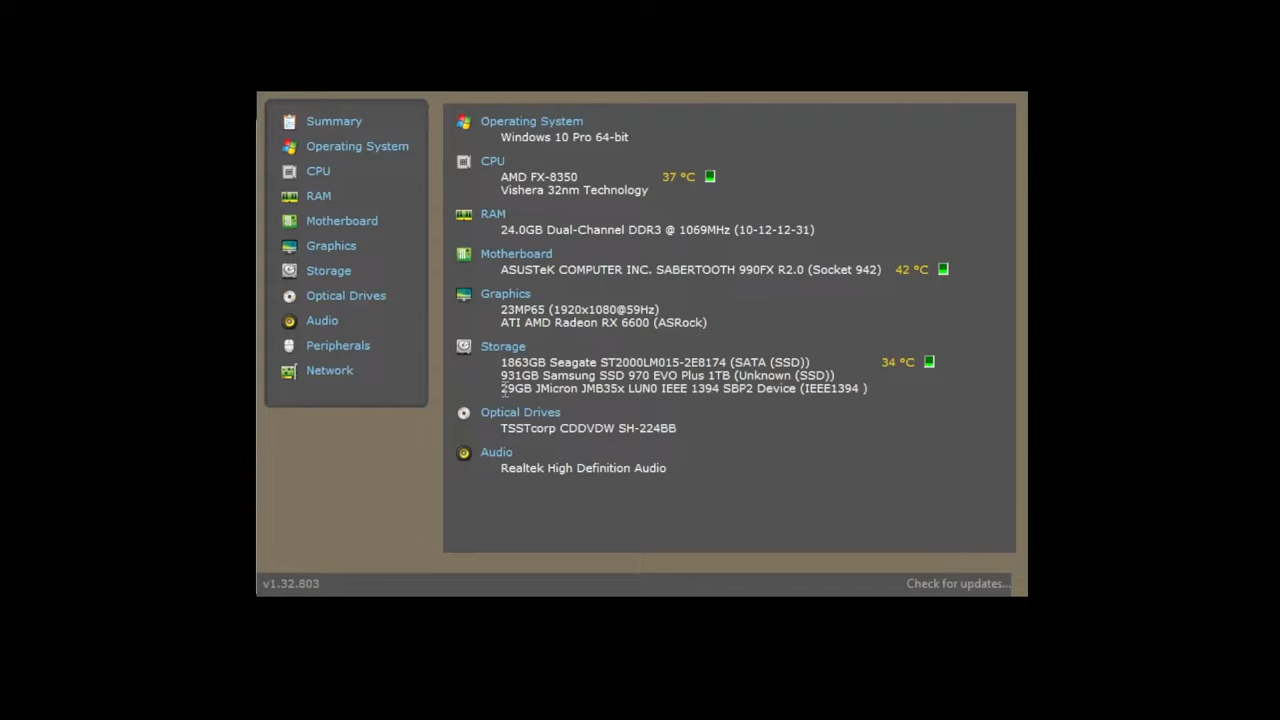 Summary
Operating System
CPU
RAM
Motherboard
Graphics
Storage
Optical Drives
Audio
Peripherals
Network
Operating System
Windows 10 Pro 64-bit
CPU
AMD FX-8350 37 °C
Vishera 32nm Technology
RAM
24.0GB Dual-Channel DDR3 @ 1069MHz (10-12-12-31)
Motherboard
ASUSTeK COMPUTER INC. SABERTOOTH 990FX R2.0 (Socket 942) 42 °C
Graphics
23MP65 (1920x1080@59Hz)
ATI AMD Radeon RX 6600 (ASRock)
Storage
1863GB Seagate ST2000LM015-2E8174 (SATA (SSD)) 34 °C
931GB Samsung SSD 970 EVO Plus 1TB (Unknown (SSD))
29GB JMicron JMB35x LUN0 IEEE 1394 SBP2 Device (IEEE1394 )
Optical Drives
TSSTcorp CDDVDW SH-224BB
Audio
Realtek High Definition Audio
v1.32.803
Check for updates...